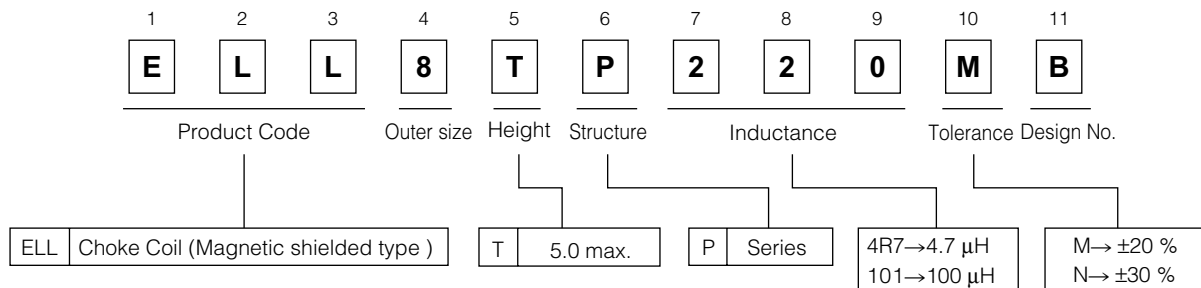 1 2 3 4 5 6 7 8 9 10 11
E L L 8 T P 2 2 0 M B
Product Code Outer size Height Structure Inductance Tolerance Design No.
ELL Choke Coil (Magnetic shielded type ) T 5.0 max. P Series 4R7→4.7 μH M→ ±20 %
101→100 μH N→ ±30 %